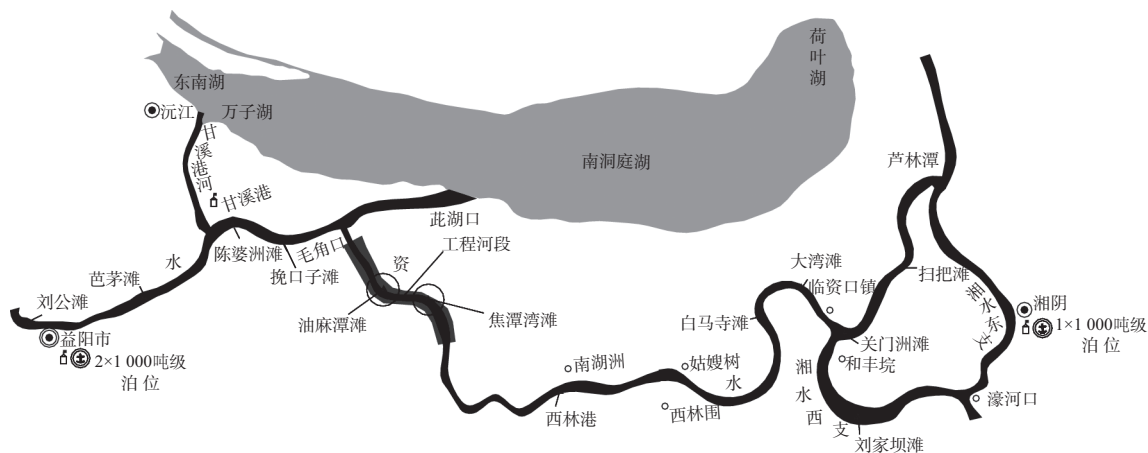 荷叶湖
东南湖
沅江
万子湖
甘溪港河
甘溪港
南洞庭湖
芦林潭
此湖口
陈婆洲滩
毛角口
挽口子滩
水
资
工程河段
芭茅滩
刘公滩
益阳市
2×1 000吨级
泊 位
油麻潭滩
焦潭湾滩
大湾滩
临资口镇
扫把滩
湘水东支
湘阴
1×1 000吨级
泊 位
白马寺滩
关门洲滩
和丰垸
南湖洲
姑嫂树
水
湘水西支
西林港
西林围
濠河口
刘家坝滩